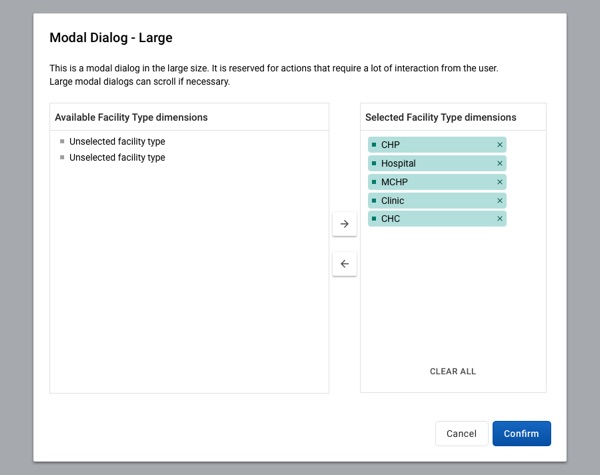 Modal Dialog - Large
This is a modal dialog in the large size. It is reserved for actions that require a lot of interaction from the user.
Large modal dialogs can scroll if necessary.
Available Facility Type dimensions
Unselected facility type
Unselected facility type
Selected Facility Type dimensions
CHP
Hospital
MCHP
Clinic
CHC
CLEAR ALL
Cancel
Confirm